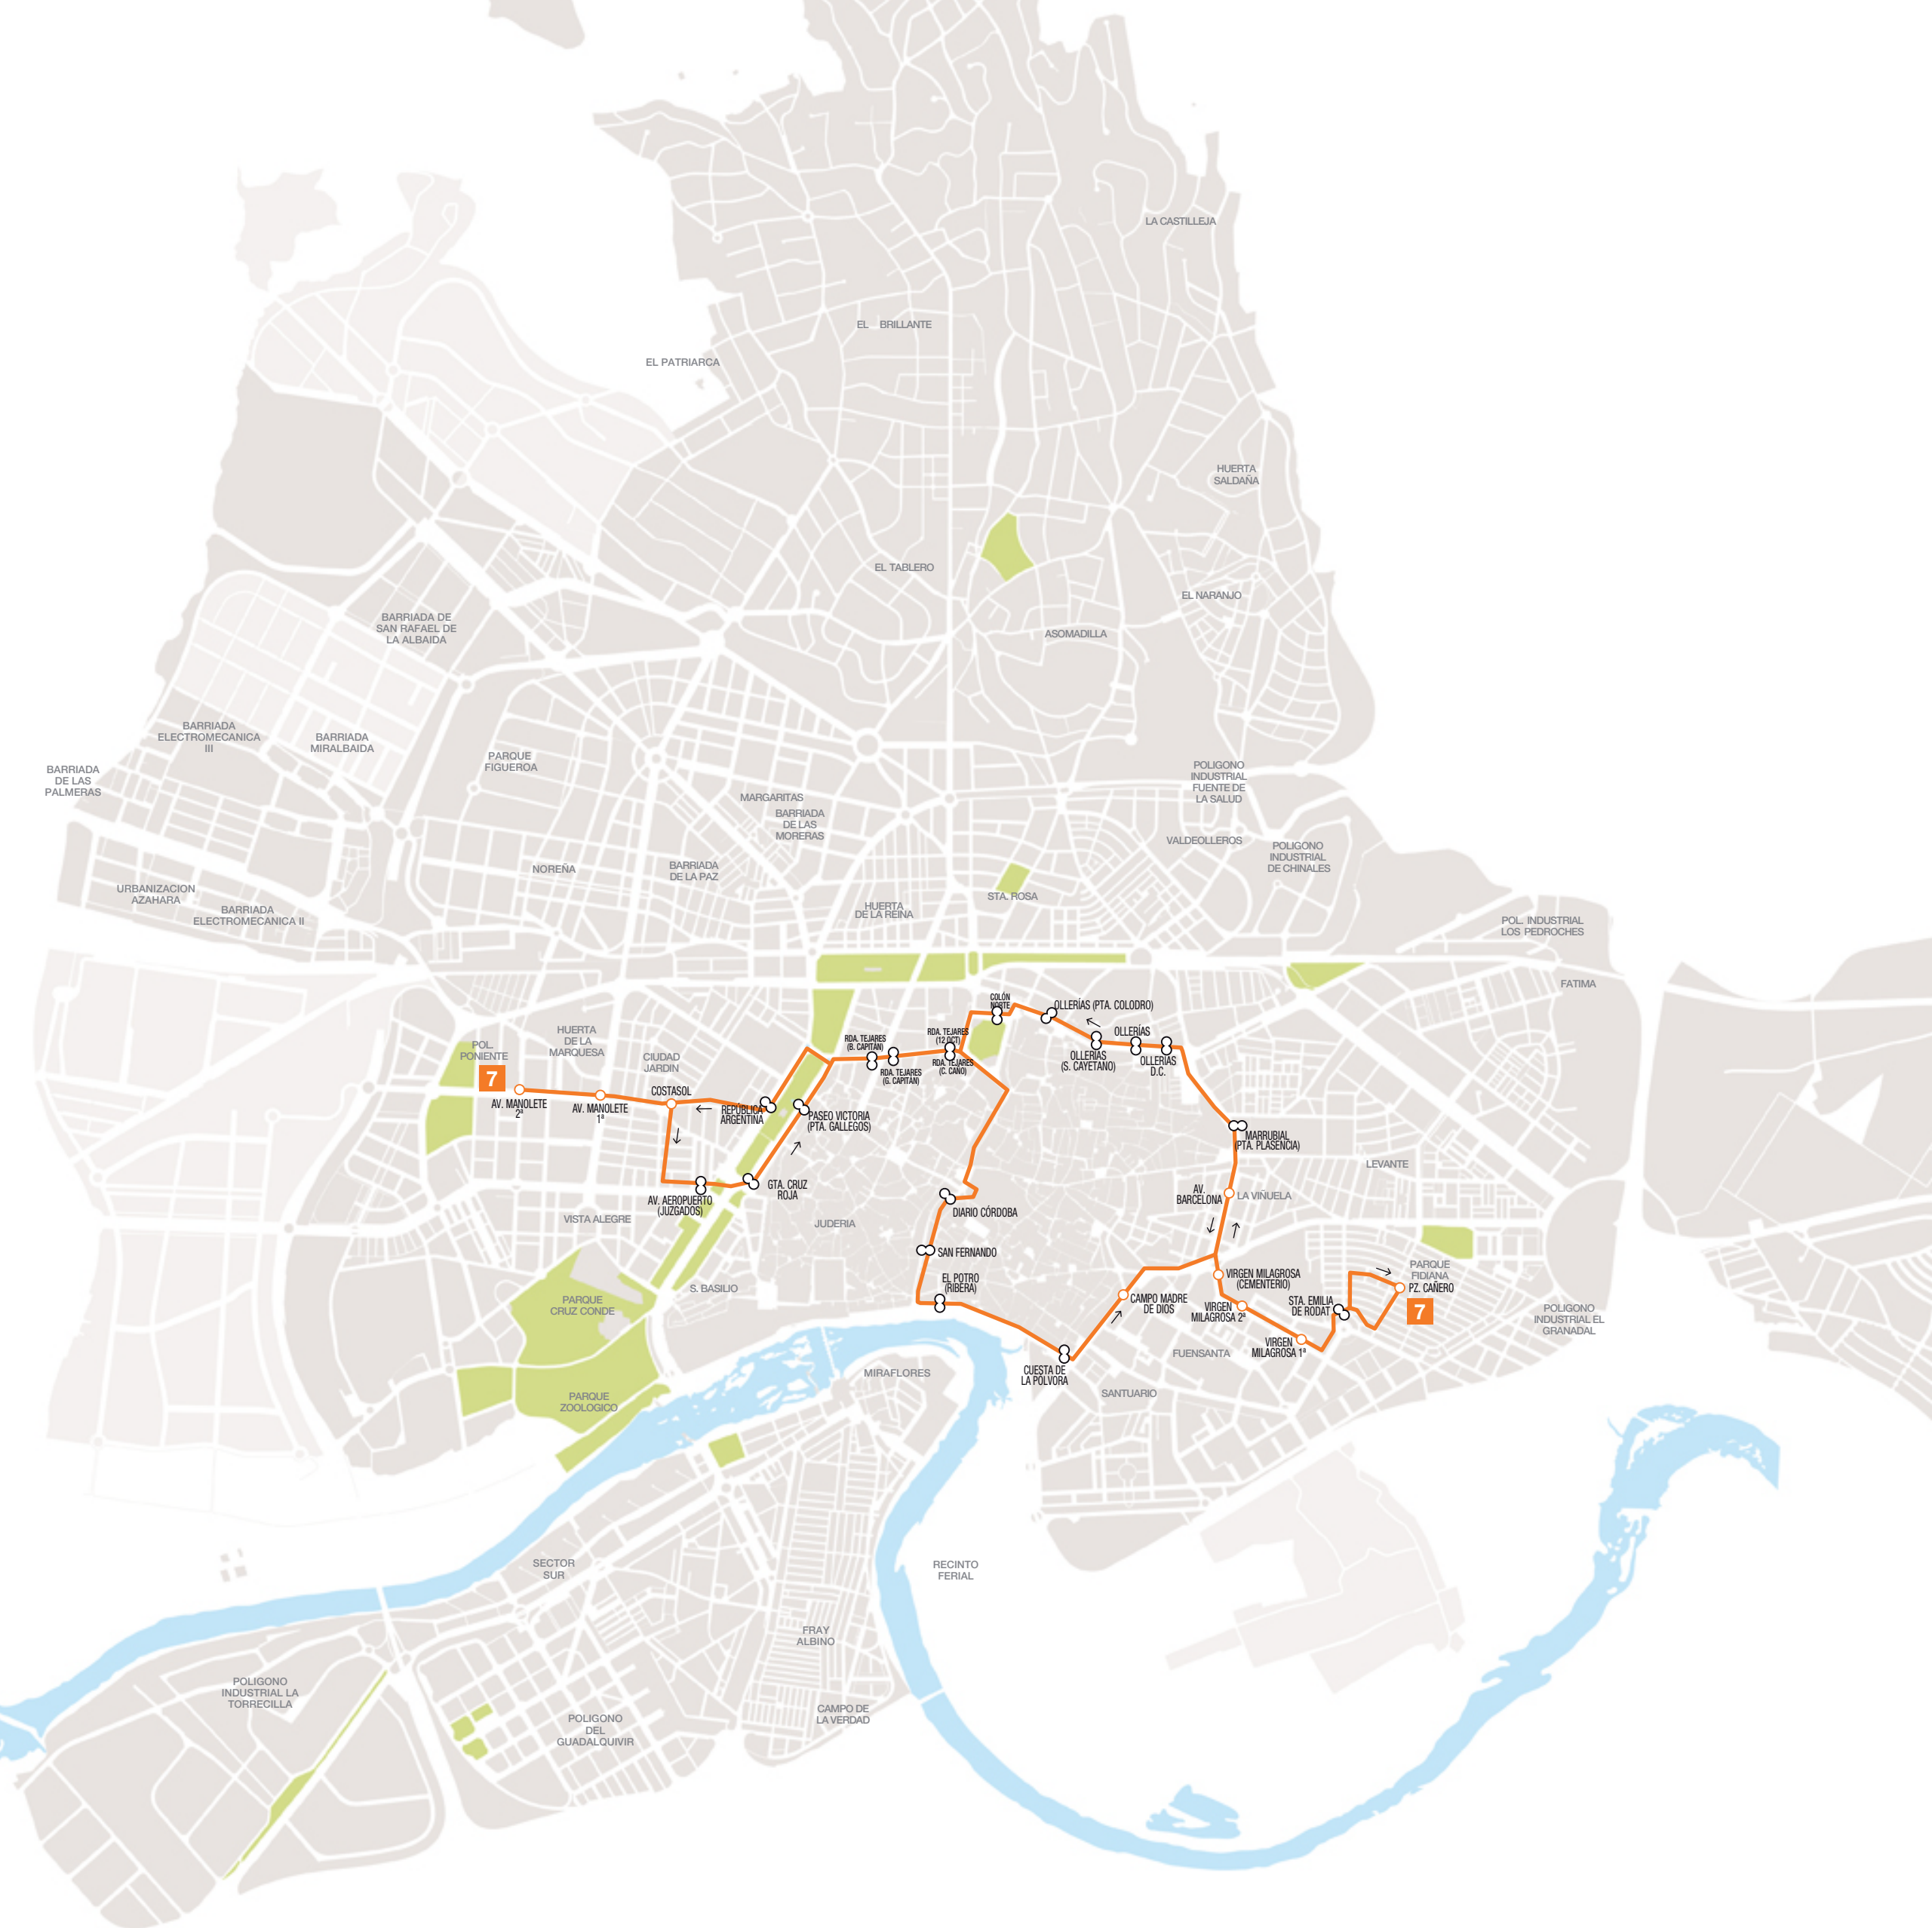 LA CASTILLEJA
EL BRILLANTE
EL PATRIARCA
HUERTA
SALDAÑA
EL TABLERO
EL NARANJO
BARRIADA DE
SAN RAFAEL DE
LA ALBAIDA
ASOMADILLA
BARRIADA
ELECTROMECANICA
III
BARRIADA
MIRALBAIDA
PARQUE
FIGUEROA
BARRIADA
DE LAS
PALMERAS
POLIGONO
INDUSTRIAL
FUENTE DE
LA SALUD
MARGARITAS
BARRIADA
DE LAS
MORERAS
VALDEOLLEROS
POLIGONO
INDUSTRIAL
DE CHINALES
NOREÑA
BARRIADA
DE LA PAZ
URBANIZACION
AZAHARA
BARRIADA
ELECTROMECANICA II
HUERTA
DE LA REINA
STA. ROSA
POL. INDUSTRIAL
LOS PEDROCHES
FATIMA
COLÓN
NORTE
OLLERÍAS (PTA. COLODRO)
OLLERÍAS
OLLERÍAS
(S. CAYETANO)
OLLERÍAS
D.C.
RDA. TEJARES
(B. CAPITÁN)
RDA. TEJARES
(12 OCT)
RDA. TEJARES
(G. CAPITÁN)
RDA. TEJARES
(C. CAÑO)
HUERTA
DE LA
MARQUESA
POL.
PONIENTE
7
CIUDAD
JARDIN
AV. MANOLETE
2ª
AV. MANOLETE
1ª
COSTASOL
REPÚBLICA
ARGENTINA
PASEO VICTORIA
(PTA. GALLEGOS)
MARRUBIAL
(PTA. PLASENCIA)
LEVANTE
GTA. CRUZ
ROJA
AV. AEROPUERTO
(JUZGADOS)
AV.
BARCELONA
LA VIÑUELA
VISTA ALEGRE
JUDERIA
DIARIO CÓRDOBA
SAN FERNANDO
EL POTRO
(RIBERA)
S. BASILIO
PARQUE
CRUZ CONDE
CAMPO MADRE
DE DIOS
VIRGEN MILAGROSA
(CEMENTERIO)
VIRGEN
MILAGROSA 2ª
VIRGEN
MILAGROSA 1ª
STA. EMILIA
DE RODAT
PARQUE
FIDIANA
PZ. CAÑERO
7
POLIGONO
INDUSTRIAL EL
GRANADAL
FUENSANTA
CUESTA DE
LA PÓLVORA
SANTUARIO
MIRAFLORES
PARQUE
ZOOLOGICO
SECTOR
SUR
RECINTO
FERIAL
FRAY
ALBINO
POLIGONO
INDUSTRIAL LA
TORRECILLA
POLIGONO
DEL
GUADALQUIVIR
CAMPO DE
LA VERDAD